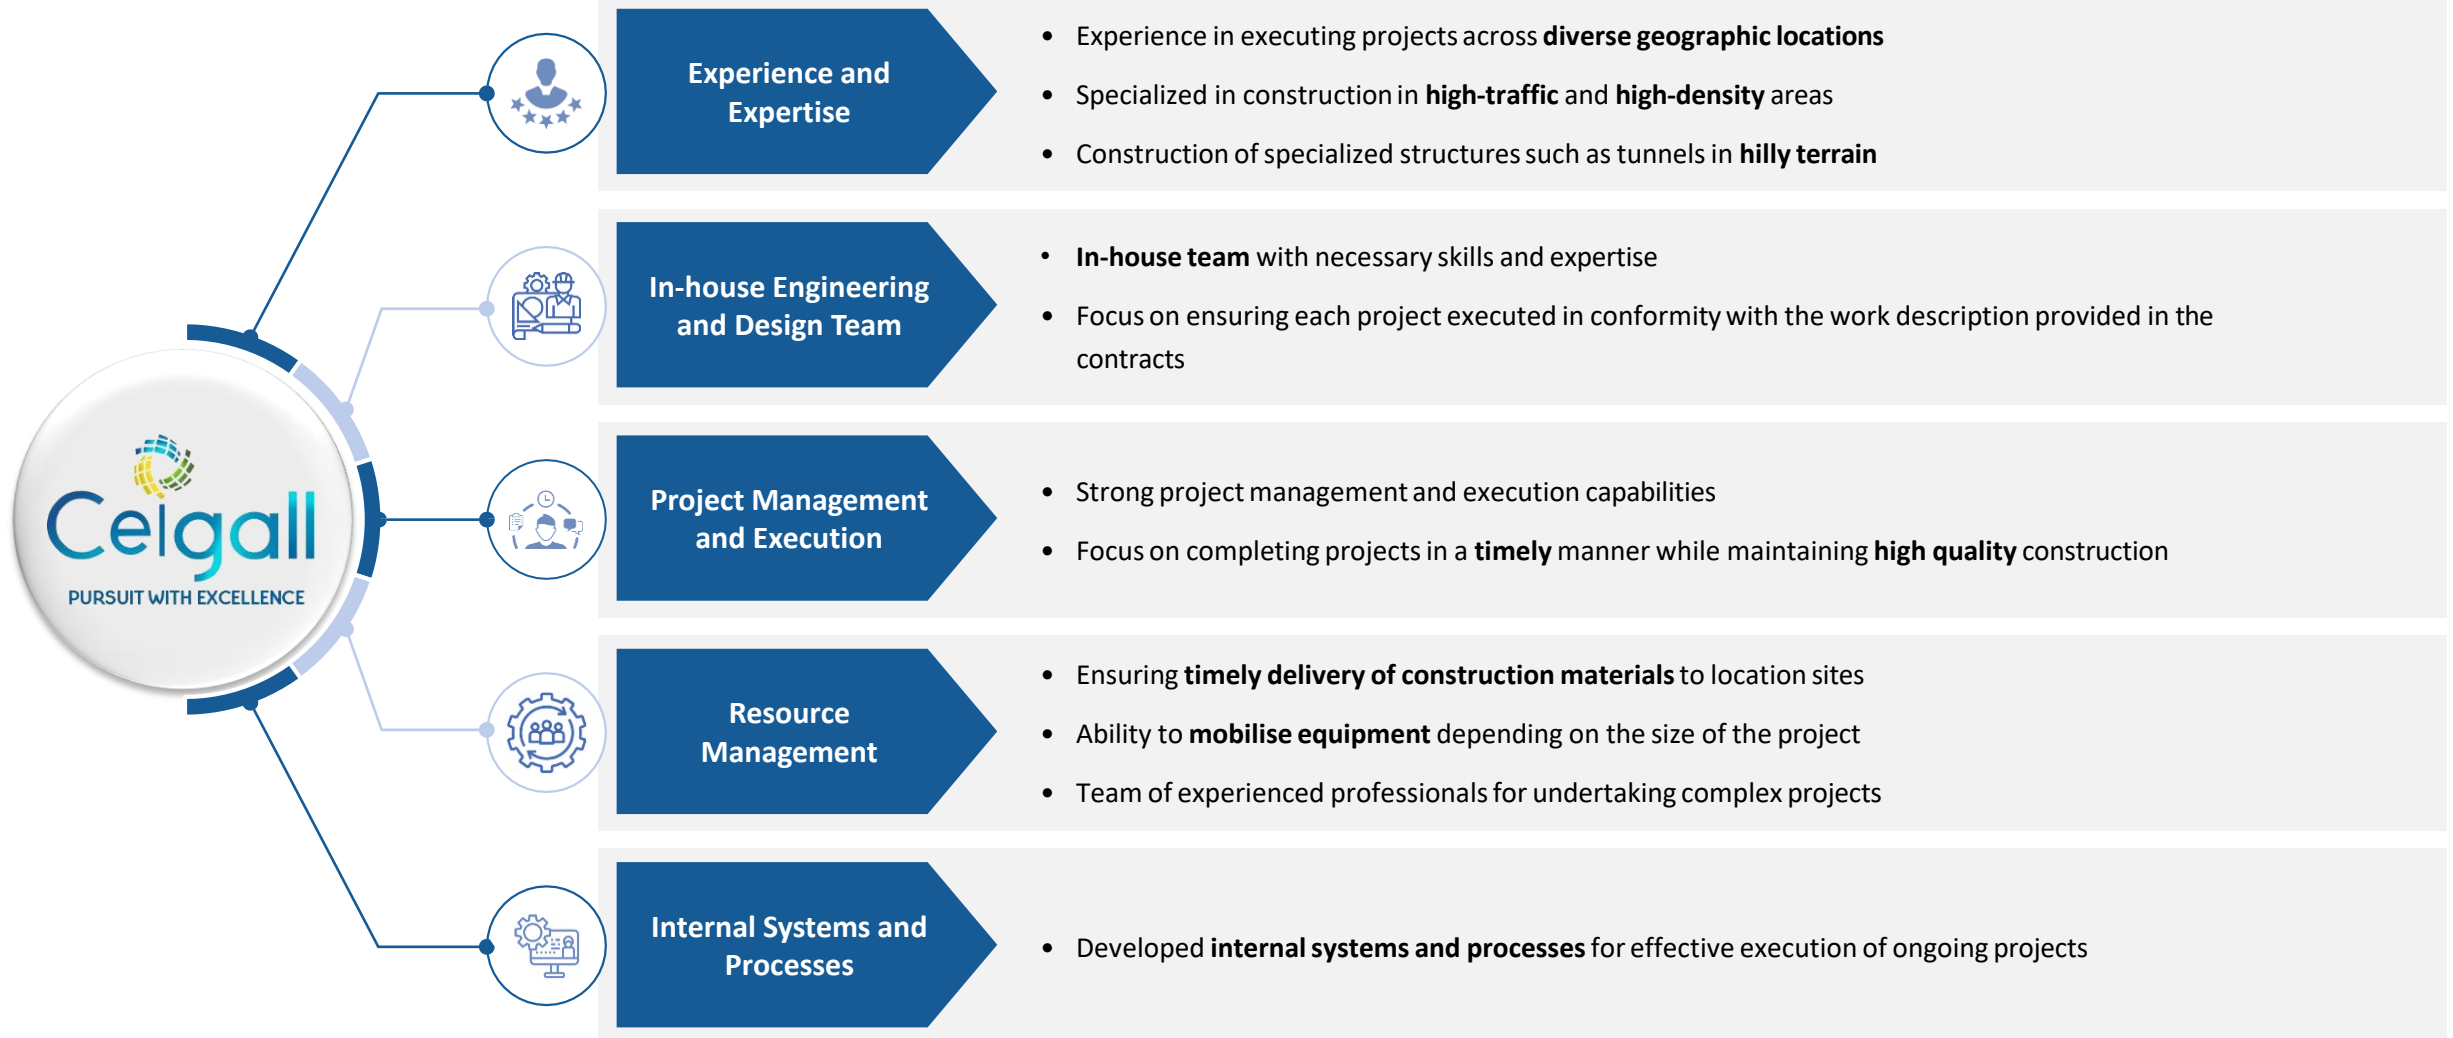 Experience and
Expertise
• Experience in executing projects across diverse geographic locations
• Specialized in construction in high-traffic and high-density areas
• Construction of specialized structures such as tunnels in hilly terrain
In-house Engineering
and Design Team
• In-house team with necessary skills and expertise
• Focus on ensuring each project executed in conformity with the work description provided in the
contracts
Ceigall
PURSUIT WITH EXCELLENCE
Project Management
and Execution
• Strong project management and execution capabilities
• Focus on completing projects in a timely manner while maintaining high quality construction
Resource
Management
• Ensuring timely delivery of construction materials to location sites
• Ability to mobilise equipment depending on the size of the project
• Team of experienced professionals for undertaking complex projects
Internal Systems and
Processes
• Developed internal systems and processes for effective execution of ongoing projects